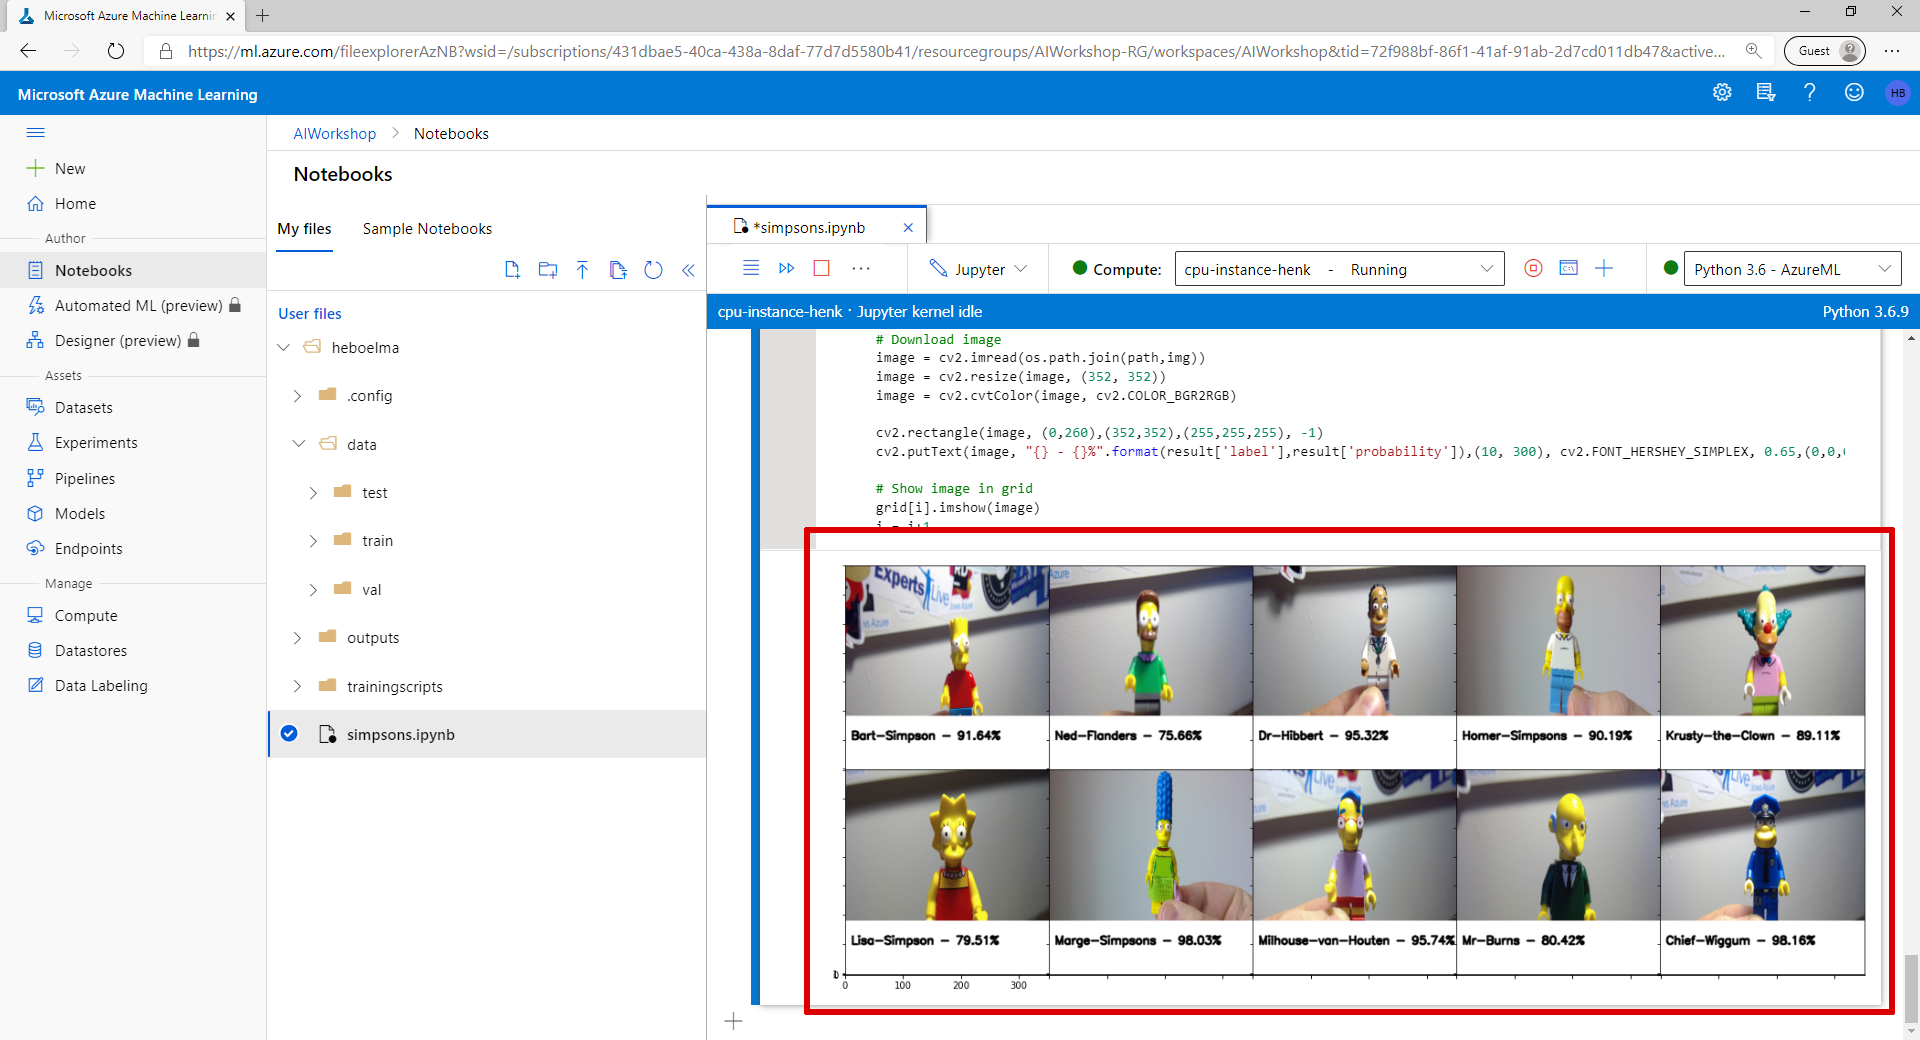 Microsoft Azure Machine Learnin
https://ml.azure.com/fileexplorerAzNB?wsid=/subscriptions/431dbae5-40ca-438a-8daf-77d7d5580b41/resourcegroups/AIWorkshop-RG/workspaces/AIWorkshop&tid=72f988bf-86f1-41af-91ab-2d7cd011db47&active...
Guest
Microsoft Azure Machine Learning
HB
New
Home
Author
Notebooks
Automated ML (preview)
Designer (preview)
Assets
Datasets
Experiments
Pipelines
Models
Endpoints
Manage
Compute
Datastores
Data Labeling
AIWorkshop > Notebooks
Notebooks
My files
Sample Notebooks
User files
heboelma
.config
data
test
train
val
outputs
trainingscripts
simpsons.ipynb
*simpsons.ipynb
Jupyter
Compute:
cpu-instance-henk - Running
Python 3.6 - AzureML
cpu-instance-henk · Jupyter kernel idle
Python 3.6.9
# Download image
image = cv2.imread(os.path.join(path,img))
image = cv2.resize(image, (352, 352))
image = cv2.cvtColor(image, cv2.COLOR_BGR2RGB)
cv2.rectangle(image, (0,260),(352,352),(255,255,255), -1)
cv2.putText(image, "{} - {}%".format(result['label'],result['probability']),(10, 300), cv2.FONT_HERSHEY_SIMPLEX, 0.65,(0,0,
# Show image in grid
grid[i].imshow(image)
i = i+1
Experts
Live
vs Azure
Azure
Bart-Simpson - 91.64%
Ned-Flanders - 75.66%
Dr-Hibbert - 95.32%
Homer-Simpsons - 90.19%
Krusty-the-Clown - 89.11%
Lisa-Simpson - 79.51%
Marge-Simpsons - 98.03%
Milhouse-van-Houten - 95.74%
Mr-Burns - 80.42%
Chief-Wiggum - 98.16%
0
100
200
300